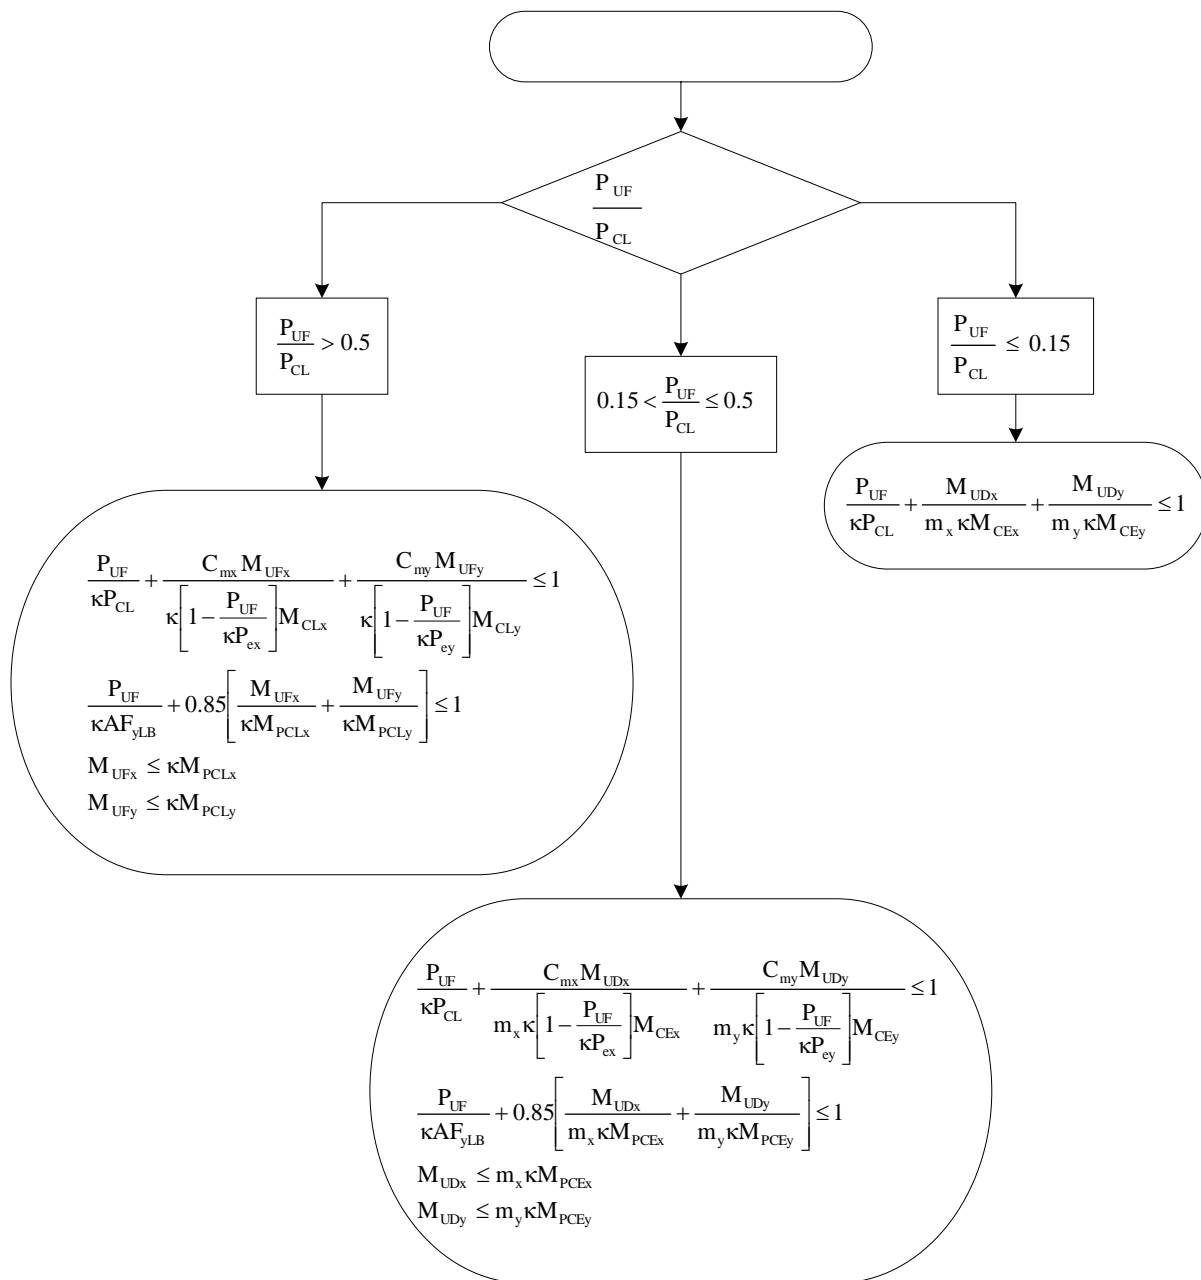 P_UF / P_CL
P_UF / P_CL > 0.5
0.15 < P_UF / P_CL ≤ 0.5
P_UF / P_CL ≤ 0.15
P_UF / κP_CL + M_UDx / m_x κM_CEx + M_UDy / m_y κM_CEy ≤ 1
P_UF / κP_CL + C_mx M_UFx / κ[1 − P_UF / κP_ex] M_CLx + C_my M_UFy / κ[1 − P_UF / κP_ey] M_CLy ≤ 1
P_UF / κAF_yLB + 0.85[M_UFx / κM_PCLx + M_UFy / κM_PCLy] ≤ 1
M_UFx ≤ κM_PCLx
M_UFy ≤ κM_PCLy
P_UF / κP_CL + C_mx M_UDx / m_x κ[1 − P_UF / κP_ex] M_CEx + C_my M_UDy / m_y κ[1 − P_UF / κP_ey] M_CEy ≤ 1
P_UF / κAF_yLB + 0.85[M_UDx / m_x κM_PCEx + M_UDy / m_y κM_PCEy] ≤ 1
M_UDx ≤ m_x κM_PCEx
M_UDy ≤ m_y κM_PCEy